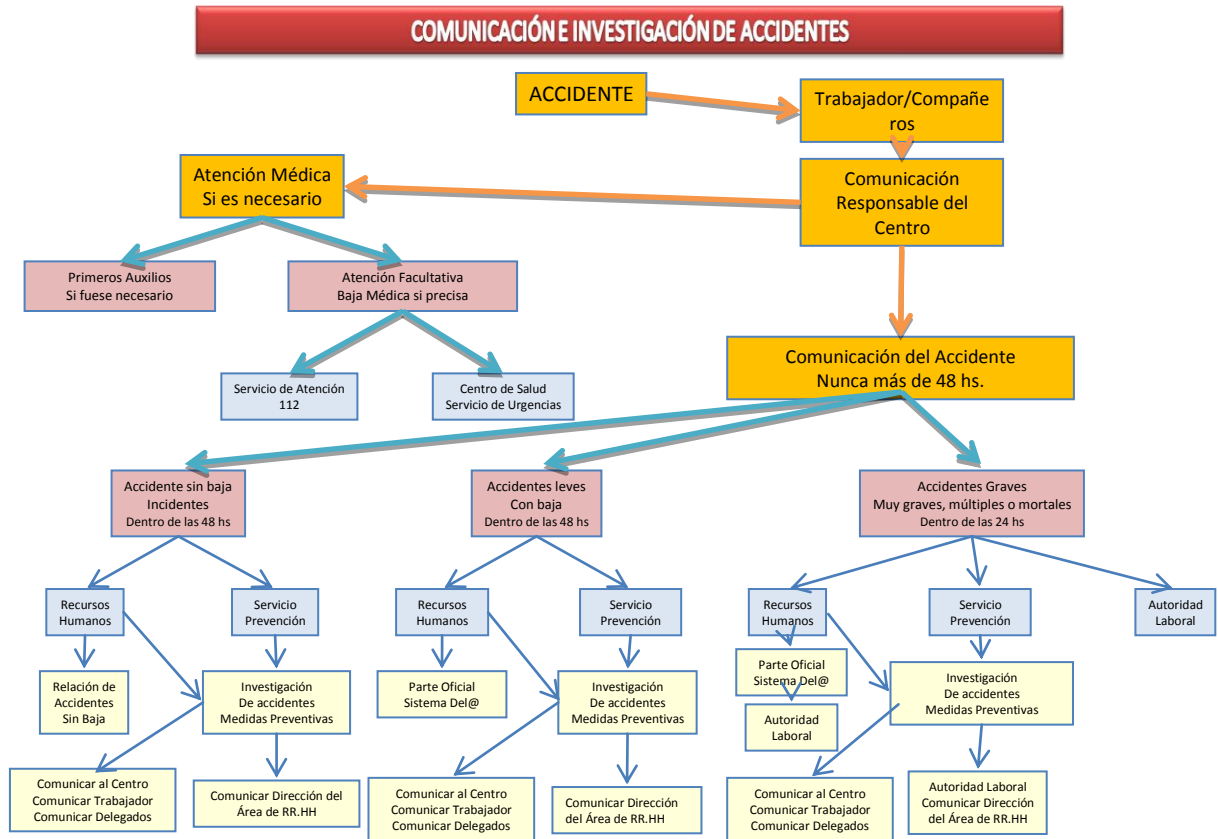 COMUNICACIÓN E INVESTIGACIÓN DE ACCIDENTES
ACCIDENTE
Trabajador/Compañe
ros
Atención Médica
Si es necesario
Comunicación
Responsable del
Centro
Primeros Auxilios
Si fuese necesario
Atención Facultativa
Baja Médica si precisa
Servicio de Atención
112
Centro de Salud
Servicio de Urgencias
Comunicación del Accidente
Nunca más de 48 hs.
Accidente sin baja
Incidentes
Dentro de las 48 hs
Accidentes leves
Con baja
Dentro de las 48 hs
Accidentes Graves
Muy graves, múltiples o mortales
Dentro de las 24 hs
Recursos
Humanos
Servicio
Prevención
Recursos
Humanos
Servicio
Prevención
Recursos
Humanos
Servicio
Prevención
Autoridad
Laboral
Relación de
Accidentes
Sin Baja
Investigación
De accidentes
Medidas Preventivas
Parte Oficial
Sistema Del@
Investigación
De accidentes
Medidas Preventivas
Parte Oficial
Sistema Del@
Autoridad
Laboral
Investigación
De accidentes
Medidas Preventivas
Comunicar al Centro
Comunicar Trabajador
Comunicar Delegados
Comunicar Dirección del
Área de RR.HH
Comunicar al Centro
Comunicar Trabajador
Comunicar Delegados
Comunicar Dirección
del Área de RR.HH
Comunicar al Centro
Comunicar Trabajador
Comunicar Delegados
Autoridad Laboral
Comunicar Dirección
del Área de RR.HH